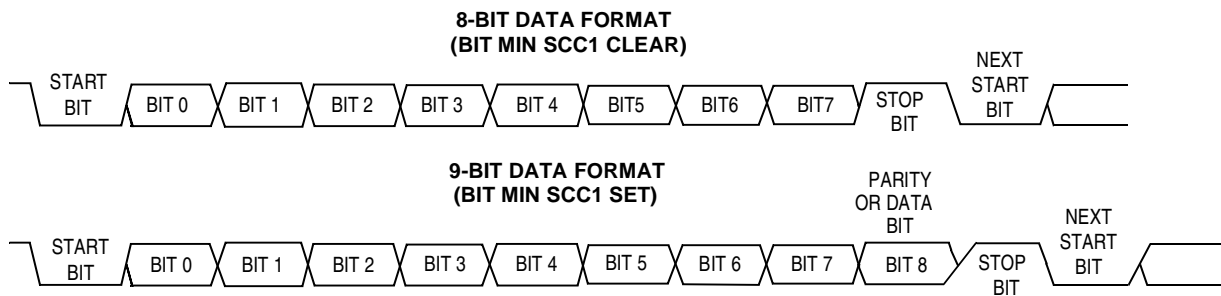 8-BIT DATA FORMAT
(BIT MIN SCC1 CLEAR)
START
BIT
BIT 0
BIT 1
BIT 2
BIT 3
BIT 4
BIT5
BIT6
BIT7
STOP
BIT
NEXT
START
BIT
9-BIT DATA FORMAT
(BIT MIN SCC1 SET)
START
BIT
BIT 0
BIT 1
BIT 2
BIT 3
BIT 4
BIT 5
BIT 6
BIT 7
PARITY
OR DATA
BIT
BIT 8
STOP
BIT
NEXT
START
BIT